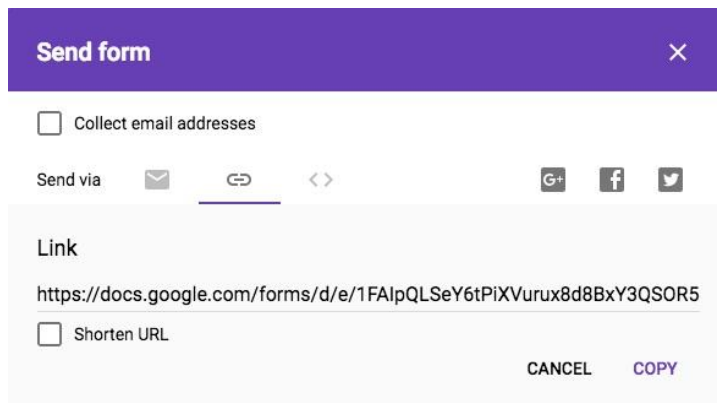 Send form
Collect email addresses
Send via
G+
Link
https://docs.google.com/forms/d/e/1FAIpQLSeY6tPiXVurux8d8BxY3QSOR5
Shorten URL
CANCEL COPY